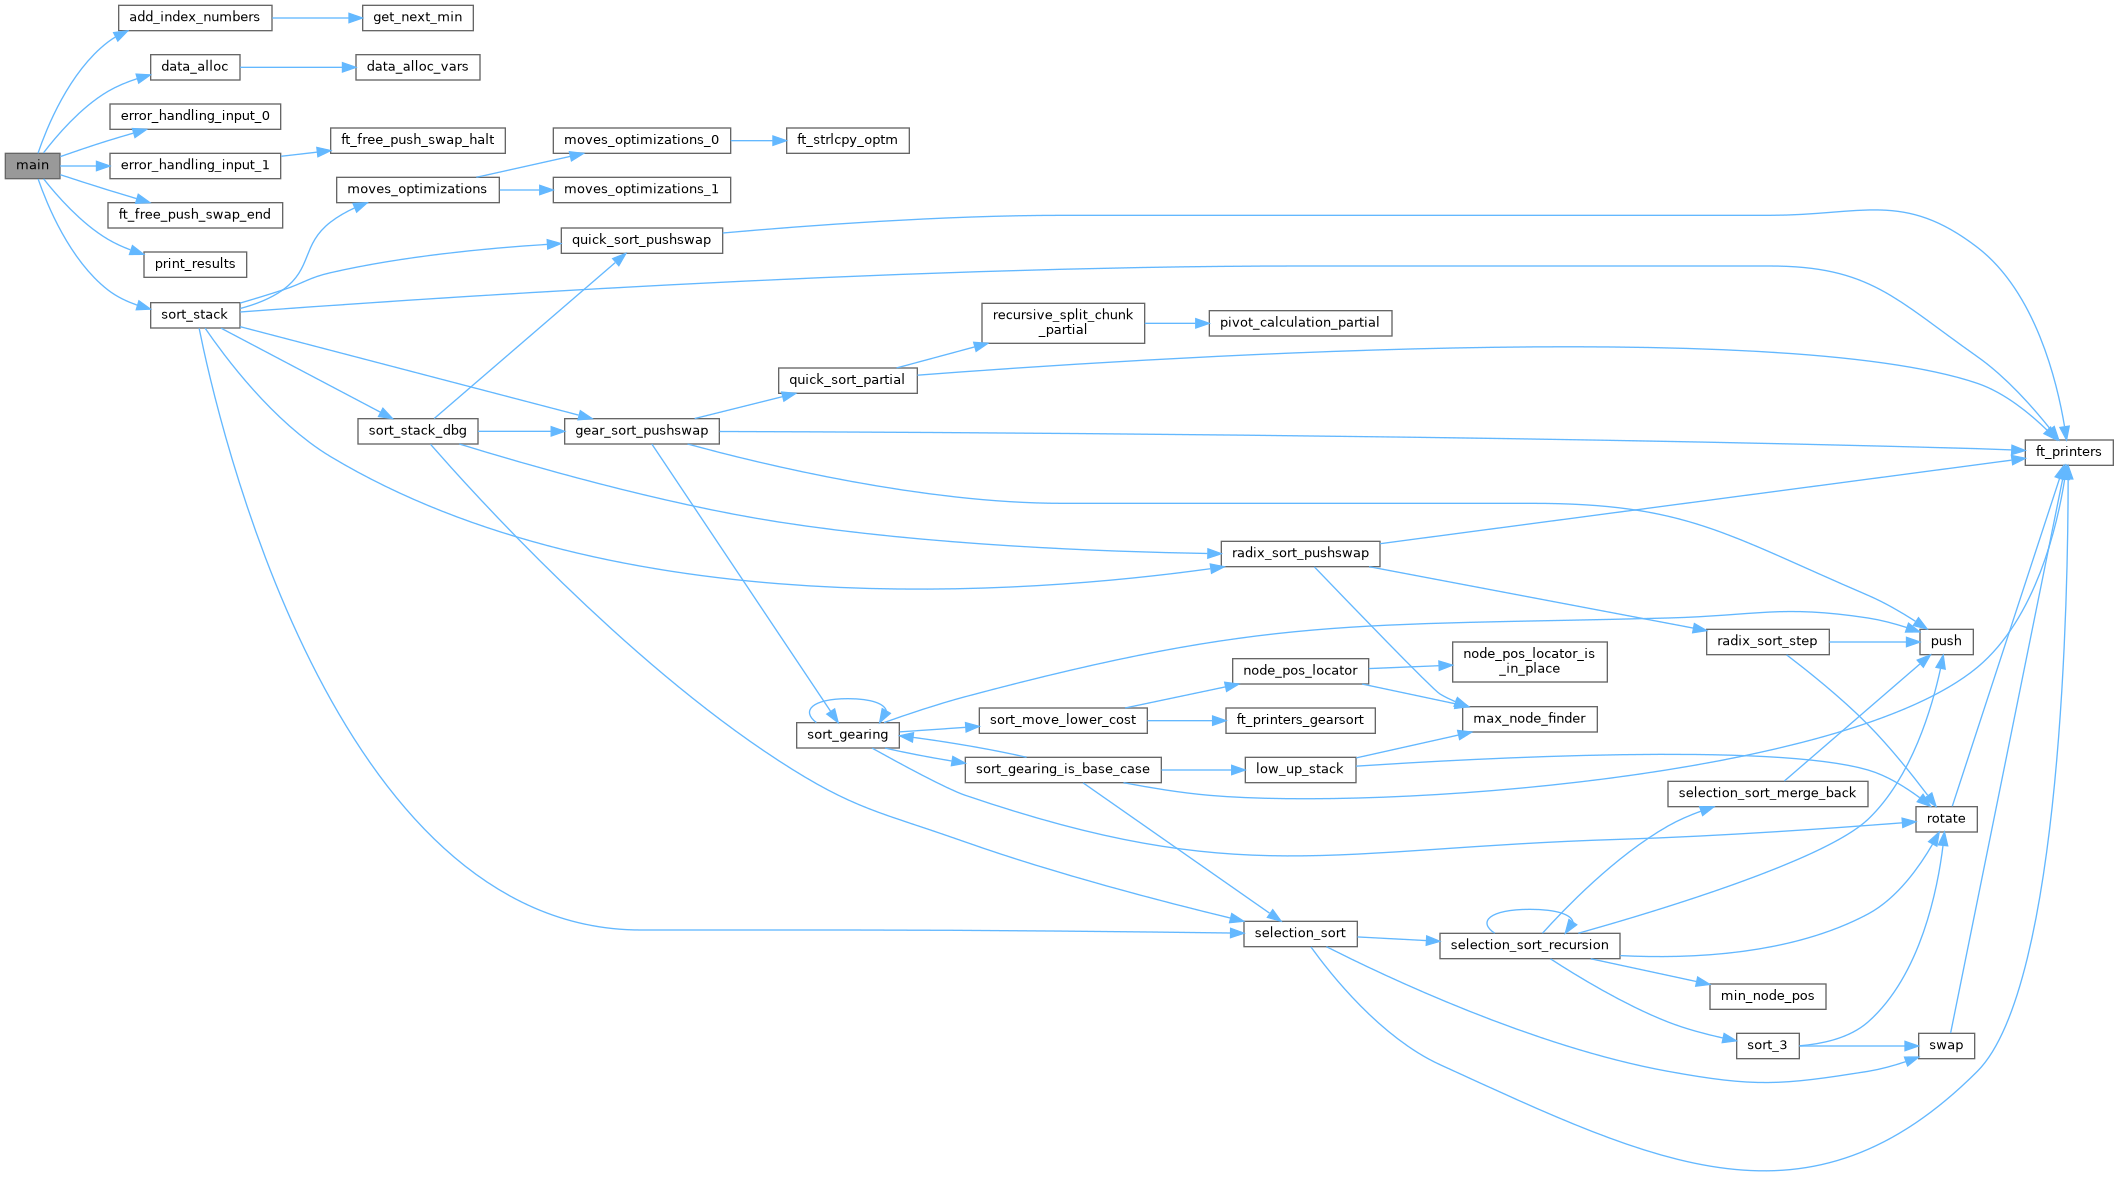 add_index_numbers
get_next_min
data_alloc
data_alloc_vars
error_handling_input_0
main
error_handling_input_1
ft_free_push_swap_halt
moves_optimizations_0
ft_strlcpy_optm
moves_optimizations
moves_optimizations_1
ft_free_push_swap_end
quick_sort_pushswap
print_results
sort_stack
recursive_split_chunk
_partial
pivot_calculation_partial
quick_sort_partial
sort_stack_dbg
gear_sort_pushswap
ft_printers
radix_sort_pushswap
radix_sort_step
push
node_pos_locator
node_pos_locator_is
_in_place
sort_gearing
sort_move_lower_cost
ft_printers_gearsort
max_node_finder
sort_gearing_is_base_case
low_up_stack
selection_sort_merge_back
rotate
selection_sort
selection_sort_recursion
min_node_pos
sort_3
swap